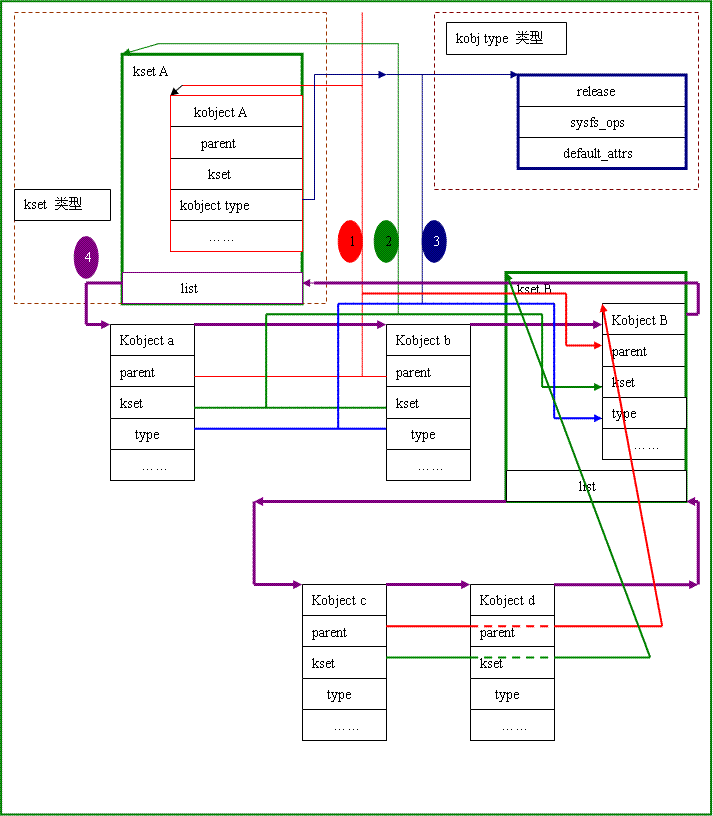 kobj type 类型
kset A
release
kobject A
sysfs_ops
parent
default_attrs
kset
kset 类型
kobject type
……
1
2
3
4
list
kset B
Kobject a
Kobject b
Kobject B
parent
parent
parent
kset
kset
kset
type
type
type
……
……
……
list
Kobject c
Kobject d
parent
parent
kset
kset
type
type
……
……